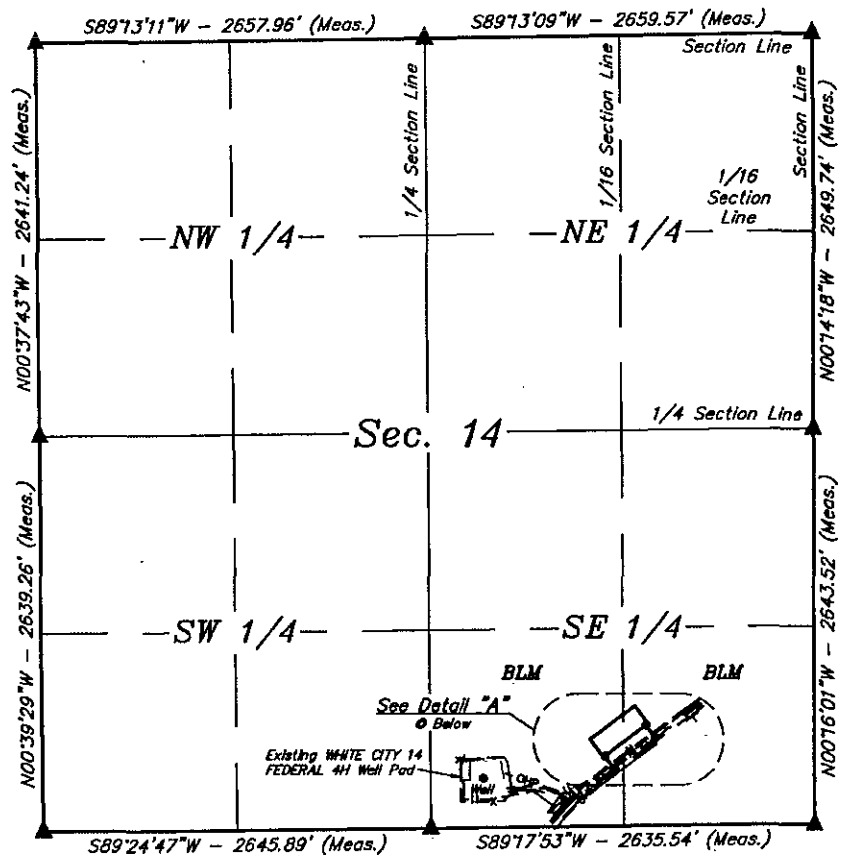 S89°13'11"W - 2657.96' (Meas.)
S89°13'09"W - 2659.57' (Meas.)
Section Line
N00°37'43"W - 2641.24' (Meas.)
1/4 Section Line
1/16 Section Line
Section Line
1/16
Section
Line
N00°14'18"W - 2649.74' (Meas.)
NW 1/4
NE 1/4
Sec. 14
1/4 Section Line
N00°39'29"W - 2639.26' (Meas.)
SW 1/4
SE 1/4
N00°16'01"W - 2643.52' (Meas.)
BLM
BLM
See Detail "A"
@ Below
Existing WHITE CITY 14
FEDERAL 4H Well Pad
Well
OHP
S89°24'47"W - 2645.89' (Meas.)
S89°17'53"W - 2635.54' (Meas.)